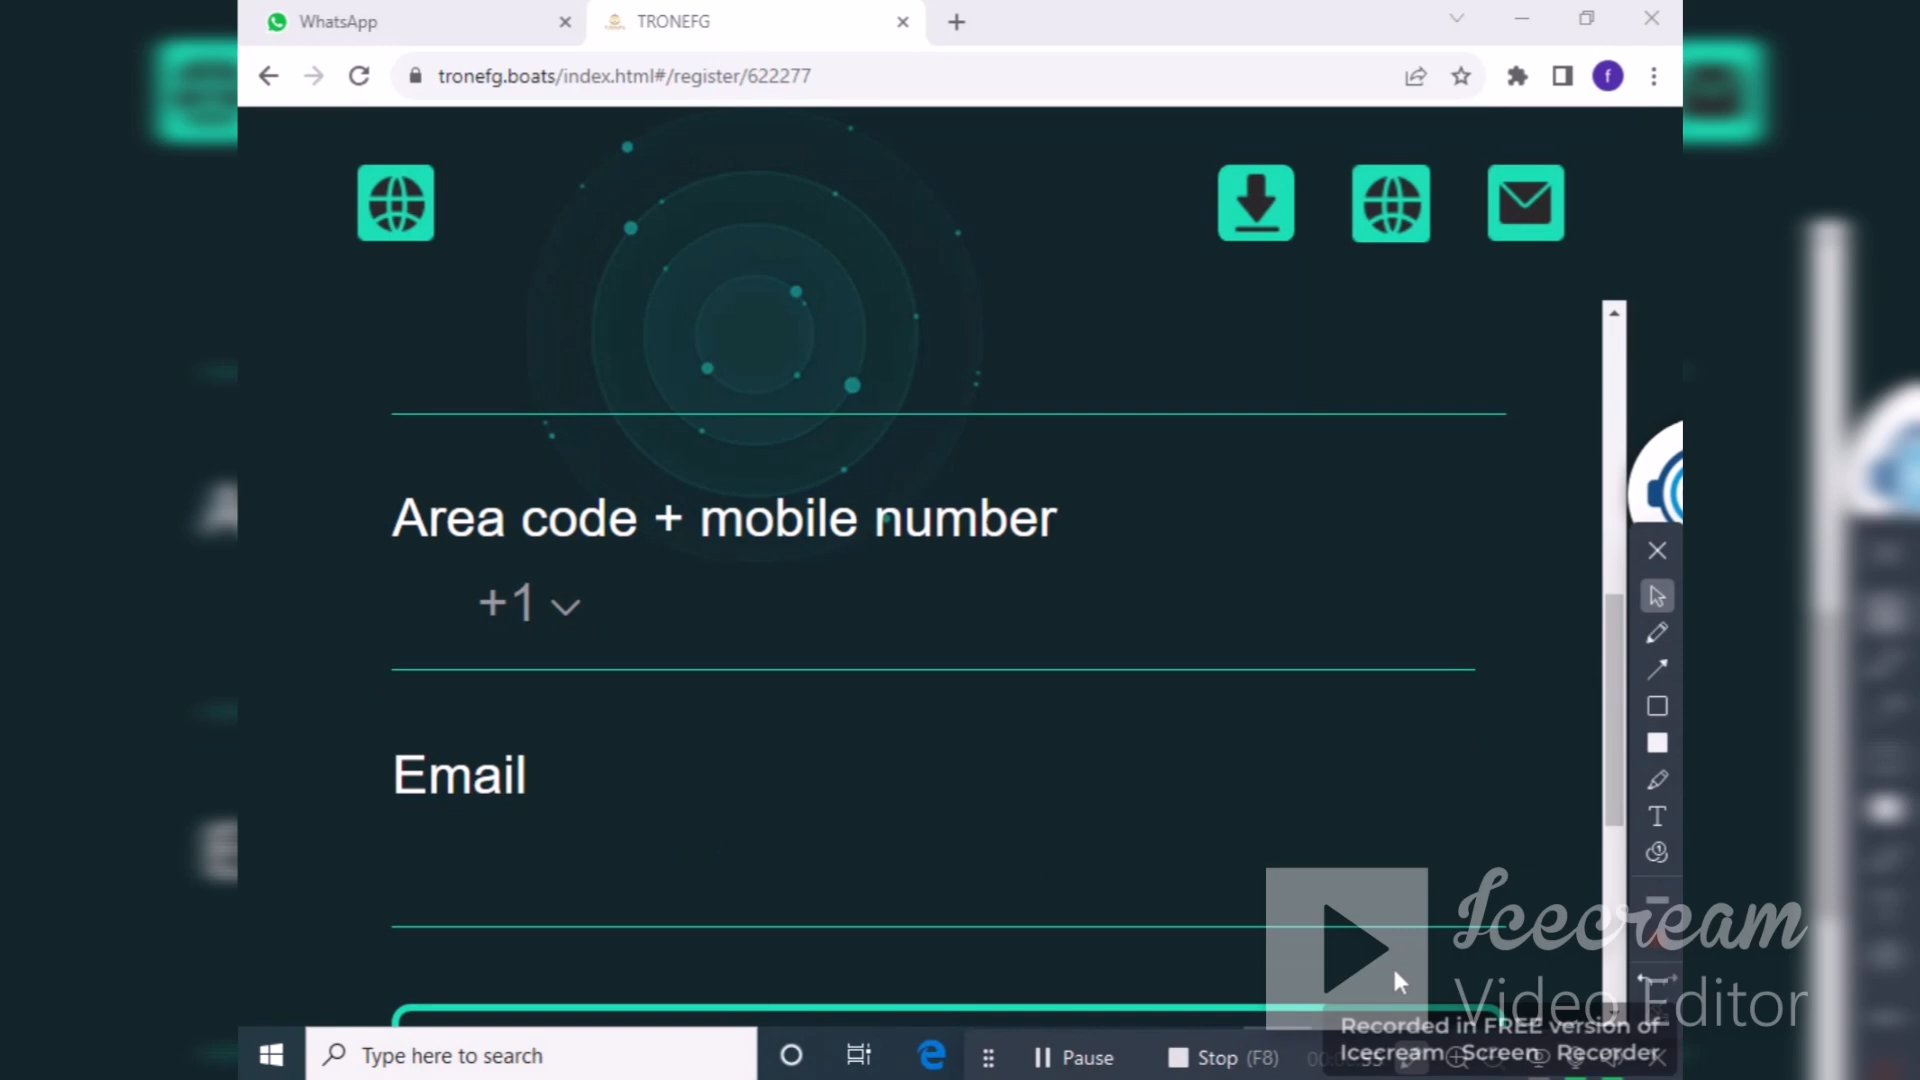 WhatsApp
TRONEFG
tronefg.boats/index.html#/register/622277
f
Area code + mobile number
+1
Email
Icecream
Video Editor
Recorded in FREE version of
Icecream Screen Recorder
Type here to search
Pause
Stop (F8)